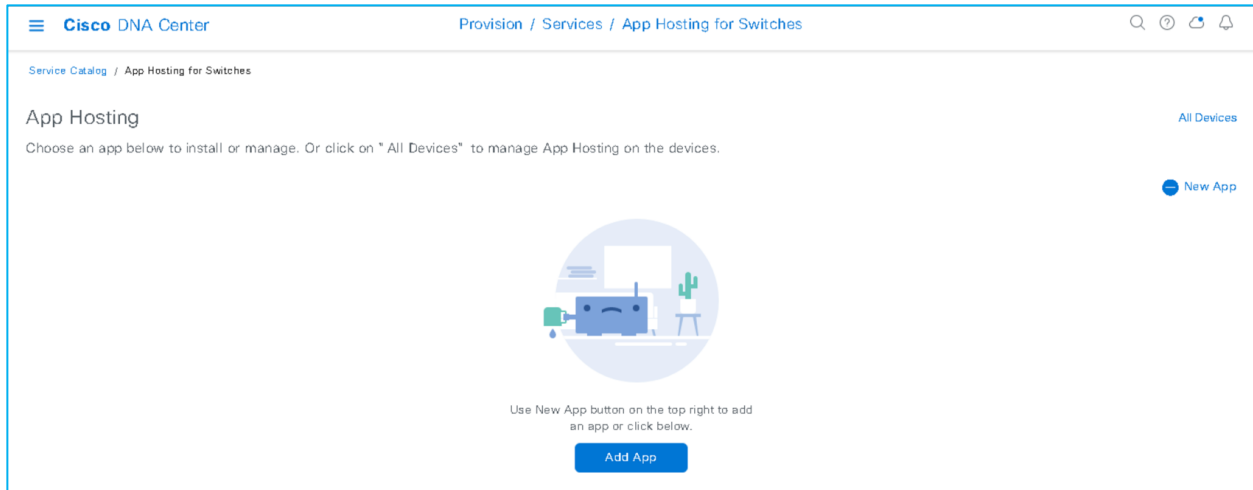 Cisco DNA Center
Provision / Services / App Hosting for Switches
Service Catalog / App Hosting for Switches
App Hosting
All Devices
Choose an app below to install or manage. Or click on "All Devices" to manage App Hosting on the devices.
New App
Use New App button on the top right to add
an app or click below.
Add App